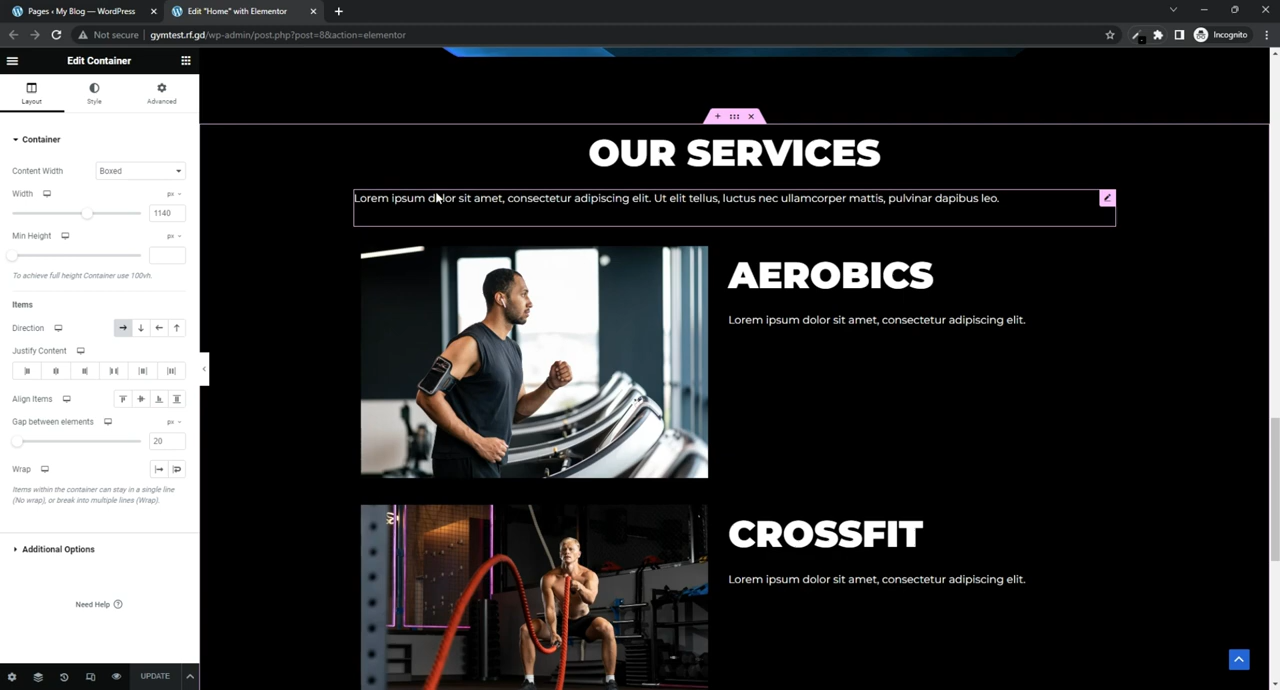 Pages ‹ My Blog — WordPress
Edit "Home" with Elementor
Not secure
gymtest.rf.gd/wp-admin/post.php?post=8&action=elementor
Incognito
Edit Container
Layout
Style
Advanced
Container
Content Width
Boxed
Width
px
1140
Min Height
px
To achieve full height Container use 100vh.
Items
Direction
Justify Content
Align Items
Gap between elements
px
20
Wrap
Items within the container can stay in a single line
(No wrap), or break into multiple lines (Wrap).
Additional Options
Need Help
UPDATE
OUR SERVICES
Lorem ipsum dolor sit amet, consectetur adipiscing elit. Ut elit tellus, luctus nec ullamcorper mattis, pulvinar dapibus leo.
AEROBICS
Lorem ipsum dolor sit amet, consectetur adipiscing elit.
CROSSFIT
Lorem ipsum dolor sit amet, consectetur adipiscing elit.